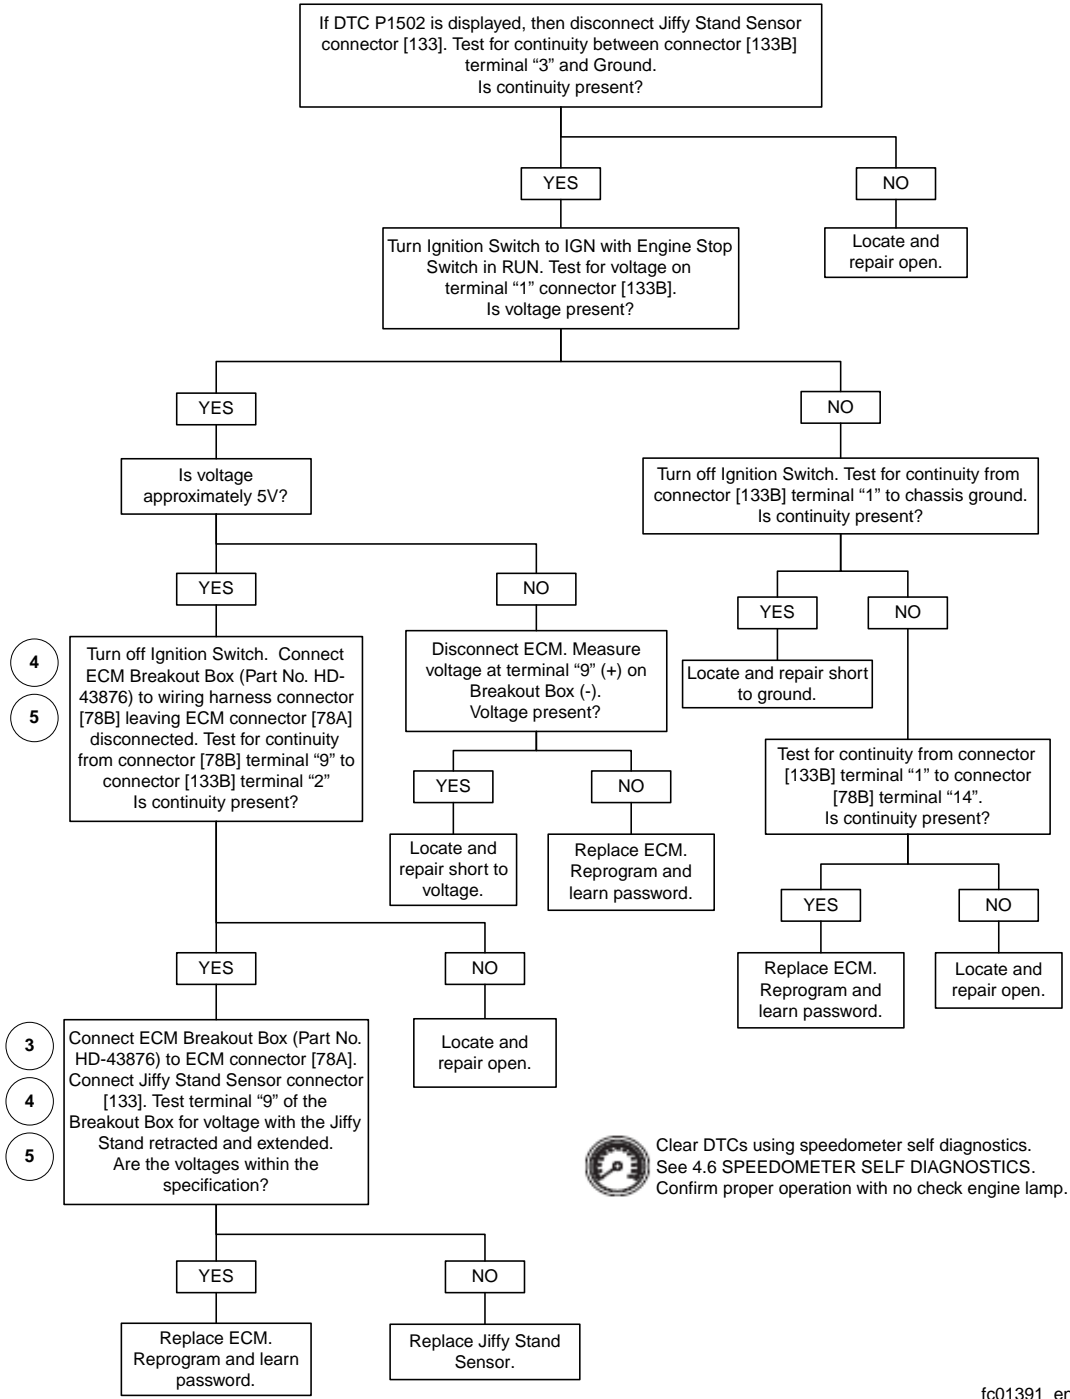 If DTC P1502 is displayed, then disconnect Jiffy Stand Sensor
connector [133]. Test for continuity between connector [133B]
terminal “3” and Ground.
Is continuity present?
YES
NO
Turn Ignition Switch to IGN with Engine Stop
Switch in RUN. Test for voltage on
terminal “1” connector [133B].
Is voltage present?
Locate and
repair open.
YES
NO
Is voltage
approximately 5V?
Turn off Ignition Switch. Test for continuity from
connector [133B] terminal “1” to chassis ground.
Is continuity present?
YES
NO
YES
NO
4
5
Turn off Ignition Switch. Connect
ECM Breakout Box (Part No. HD-
43876) to wiring harness connector
[78B] leaving ECM connector [78A]
disconnected. Test for continuity
from connector [78B] terminal “9” to
connector [133B] terminal “2”
Is continuity present?
Disconnect ECM. Measure
voltage at terminal “9” (+) on
Breakout Box (-).
Voltage present?
Locate and repair short
to ground.
Test for continuity from connector
[133B] terminal “1” to connector
[78B] terminal “14”.
Is continuity present?
YES
NO
Locate and
repair short to
voltage.
Replace ECM.
Reprogram and
learn password.
YES
NO
Replace ECM.
Reprogram and
learn password.
Locate and
repair open.
YES
NO
3
4
5
Connect ECM Breakout Box (Part No.
HD-43876) to ECM connector [78A].
Connect Jiffy Stand Sensor connector
[133]. Test terminal “9” of the
Breakout Box for voltage with the Jiffy
Stand retracted and extended.
Are the voltages within the
specification?
Locate and
repair open.
Clear DTCs using speedometer self diagnostics.
See 4.6 SPEEDOMETER SELF DIAGNOSTICS.
Confirm proper operation with no check engine lamp.
YES
NO
Replace ECM.
Reprogram and learn
password.
Replace Jiffy Stand
Sensor.
fc01391_en